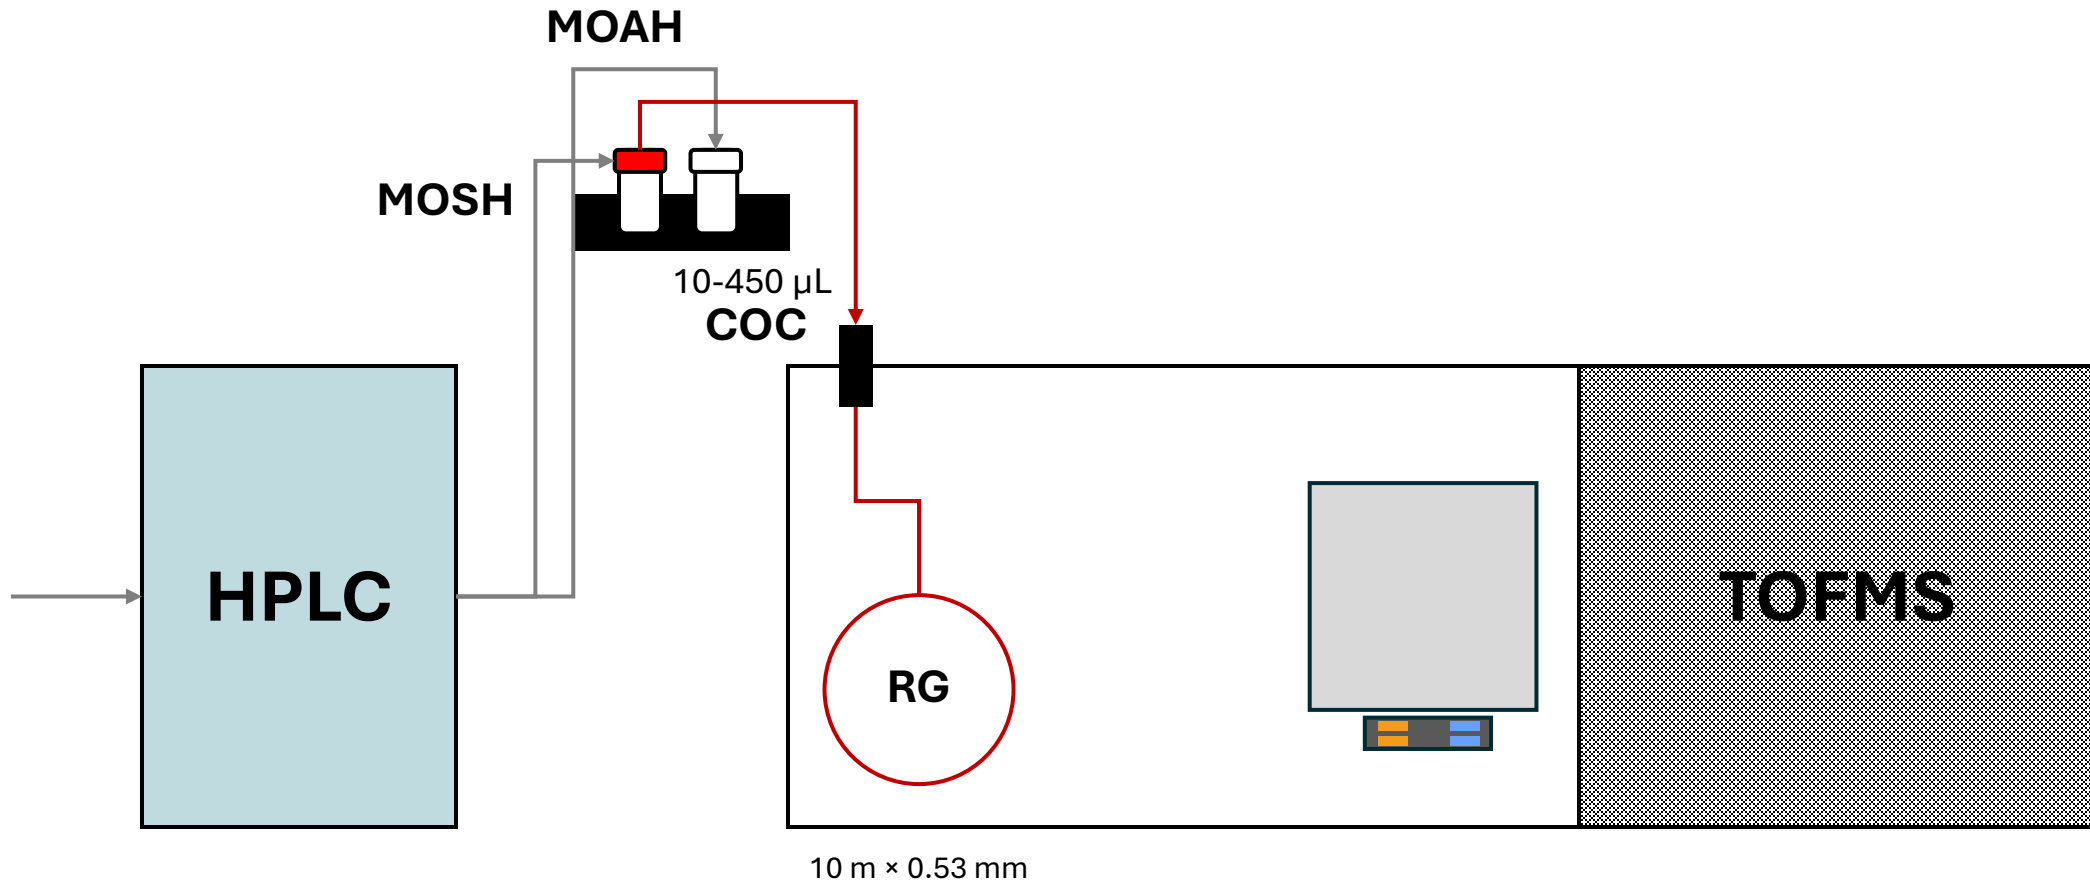 MOAH
MOSH
10-450 µL
COC
HPLC
TOFMS
RG
10 m × 0.53 mm